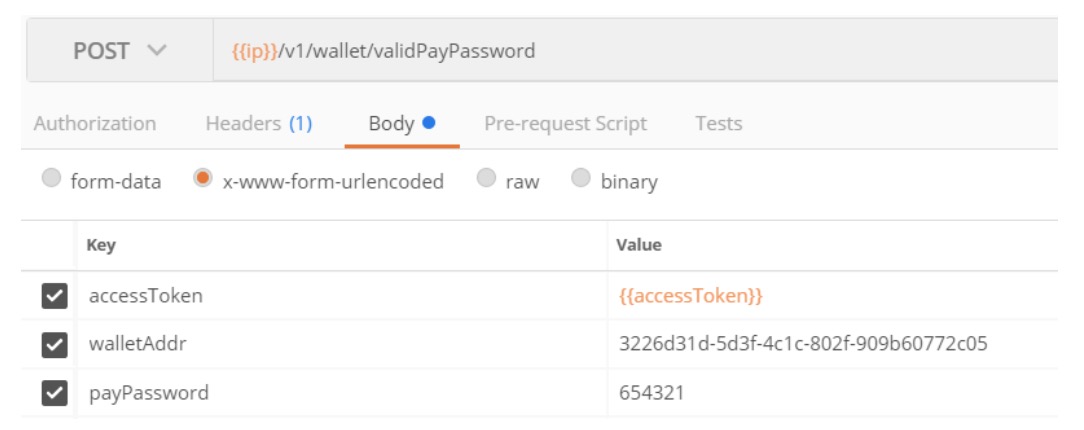 POST {{ip}}/v1/wallet/validPayPassword
Authorization Headers (1) Body Pre-request Script Tests
form-data x-www-form-urlencoded raw binary
Key Value
accessToken {{accessToken}}
walletAddr 3226d31d-5d3f-4c1c-802f-909b60772c05
payPassword 654321